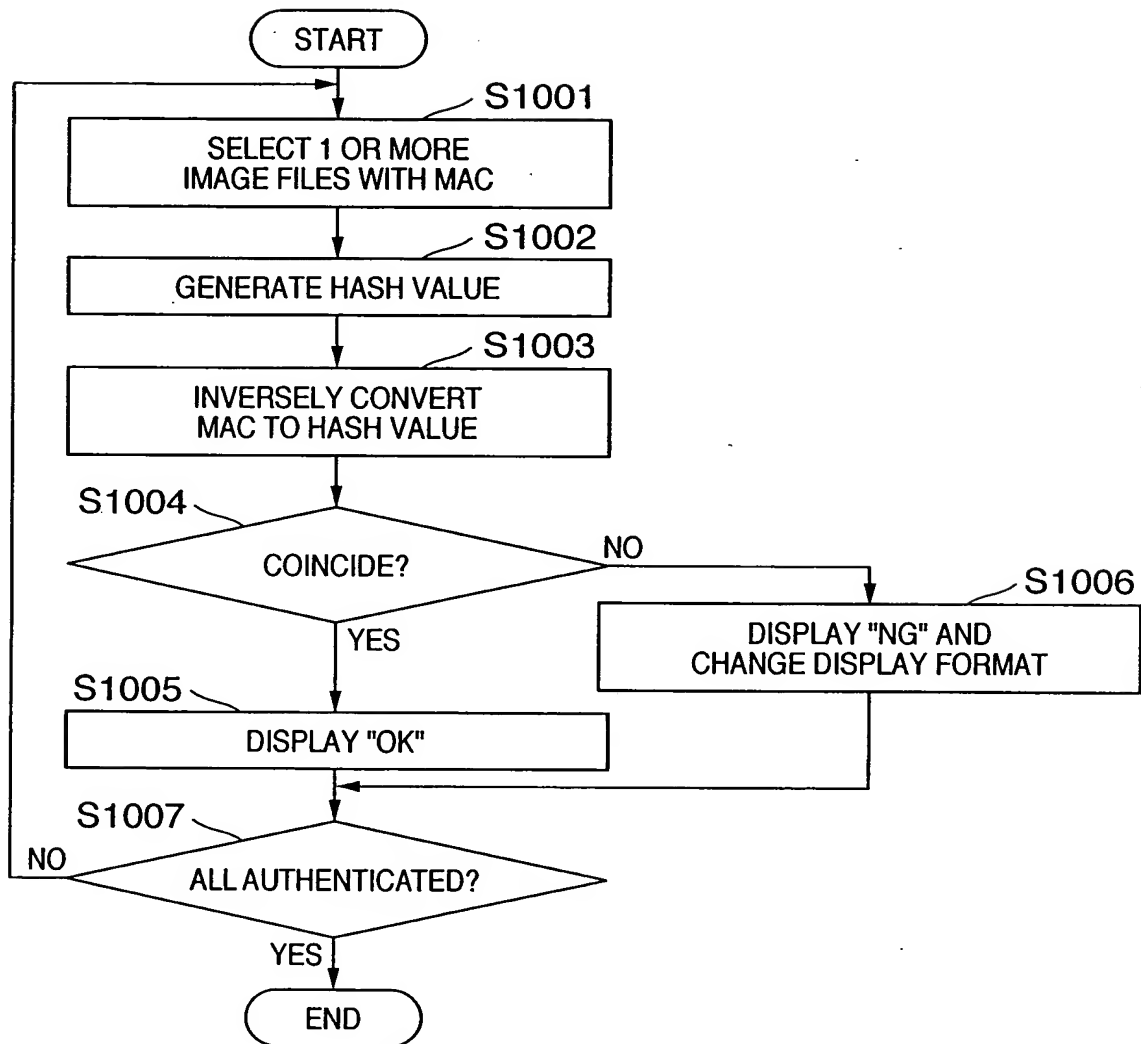 START
S1001
SELECT 1 OR MORE
IMAGE FILES WITH MAC
S1002
GENERATE HASH VALUE
S1003
INVERSELY CONVERT
MAC TO HASH VALUE
S1004
COINCIDE?
NO
YES
S1006
DISPLAY "NG" AND
CHANGE DISPLAY FORMAT
S1005
DISPLAY "OK"
S1007
NO
ALL AUTHENTICATED?
YES
END